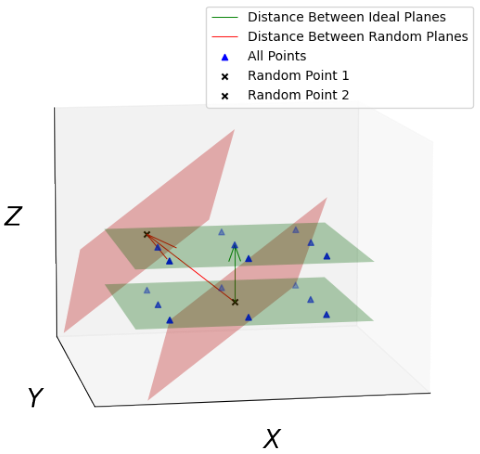 Distance Between Ideal Planes
Distance Between Random Planes
All Points
Random Point 1
Random Point 2
Z
Y
X